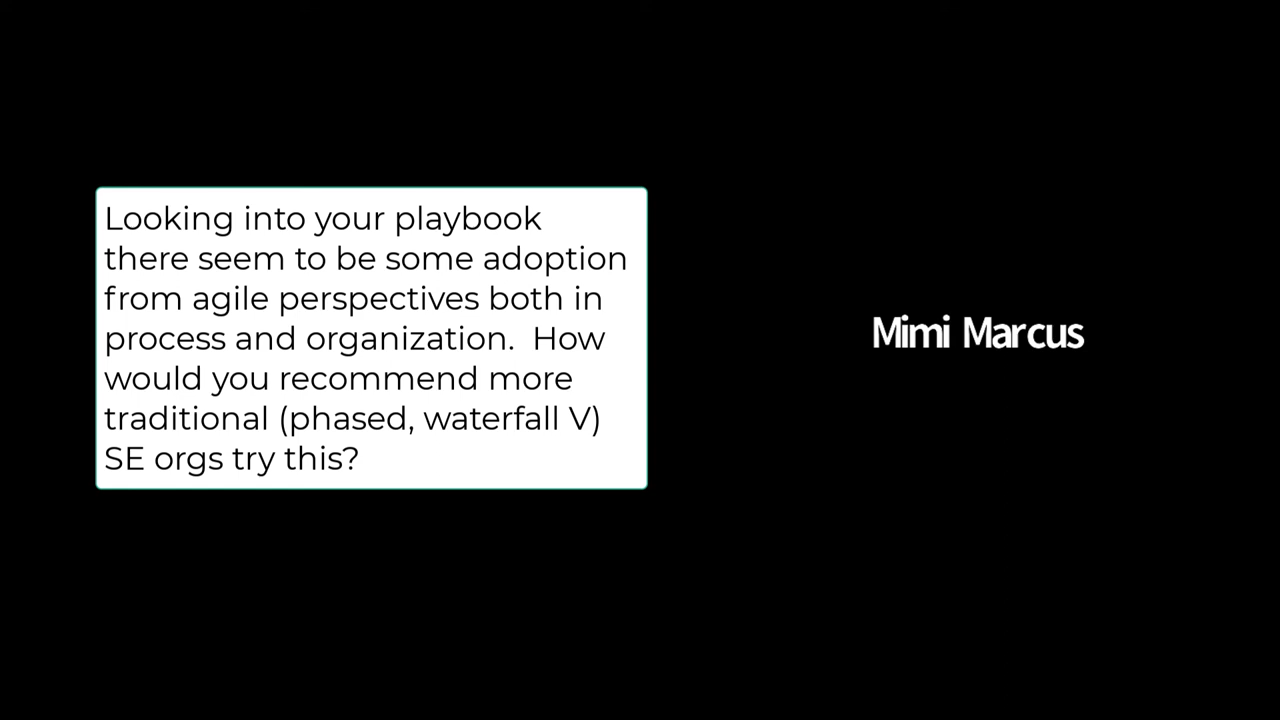 Looking into your playbook
there seem to be some adoption
from agile perspectives both in
process and organization.  How
would you recommend more
traditional (phased, waterfall V)
SE orgs try this?
Mimi Marcus